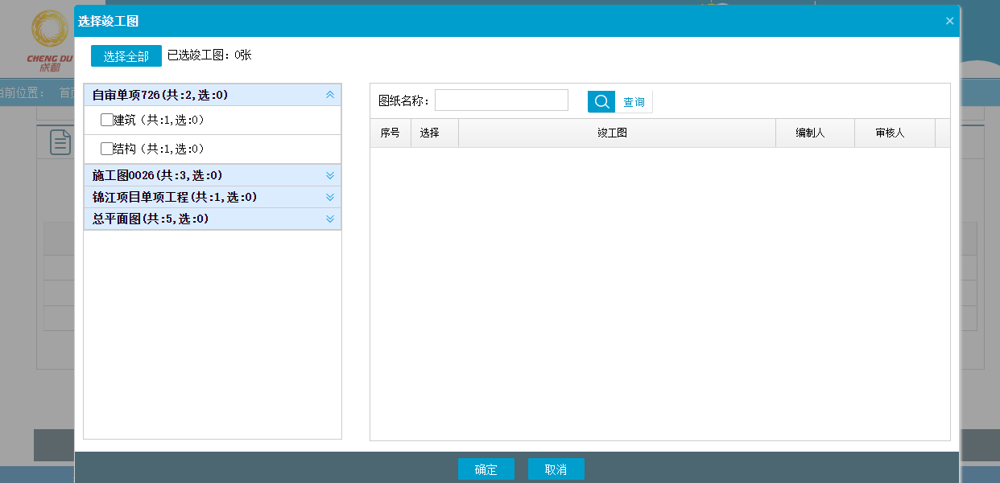 选择竣工图
×
CHENG DU
成都
当前位置： 首页
选择全部 已选竣工图：0张
自审单项726(共:2,选:0)
建筑（共:1,选:0）
结构（共:1,选:0）
施工图0026(共:3,选:0)
锦江项目单项工程(共:1,选:0)
总平面图(共:5,选:0)
图纸名称： 查询
序号 选择 竣工图 编制人 审核人
确定 取消